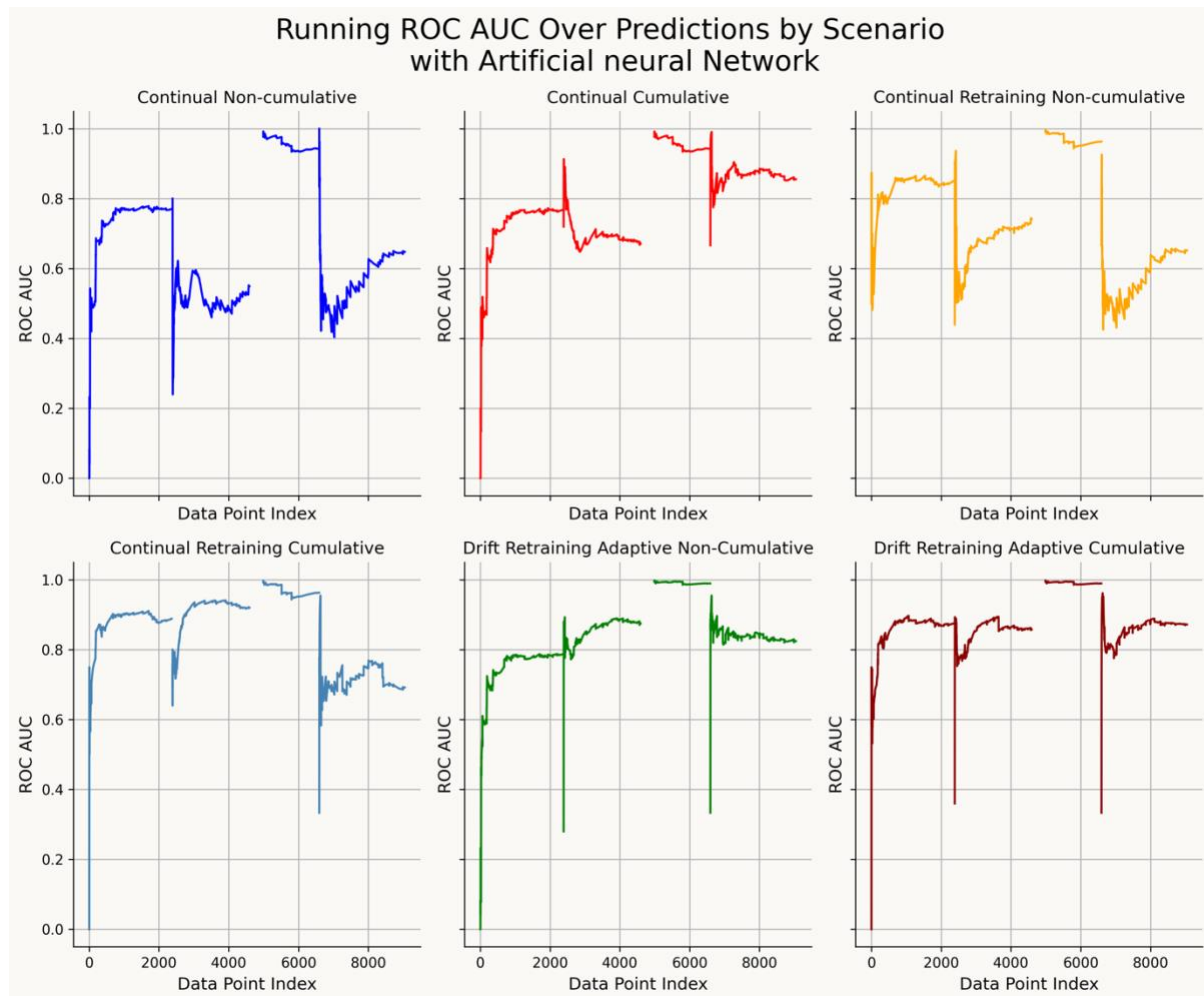 Running ROC AUC Over Predictions by Scenario
with Artificial neural Network
Continual Non-cumulative
Continual Cumulative
Continual Retraining Non-cumulative
1.0
0.8
0.6
0.4
0.2
0.0
ROC AUC
ROC AUC
ROC AUC
Data Point Index
Data Point Index
Data Point Index
Continual Retraining Cumulative
Drift Retraining Adaptive Non-Cumulative
Drift Retraining Adaptive Cumulative
1.0
0.8
0.6
0.4
0.2
0.0
ROC AUC
ROC AUC
ROC AUC
0 2000 4000 6000 8000
0 2000 4000 6000 8000
0 2000 4000 6000 8000
Data Point Index
Data Point Index
Data Point Index